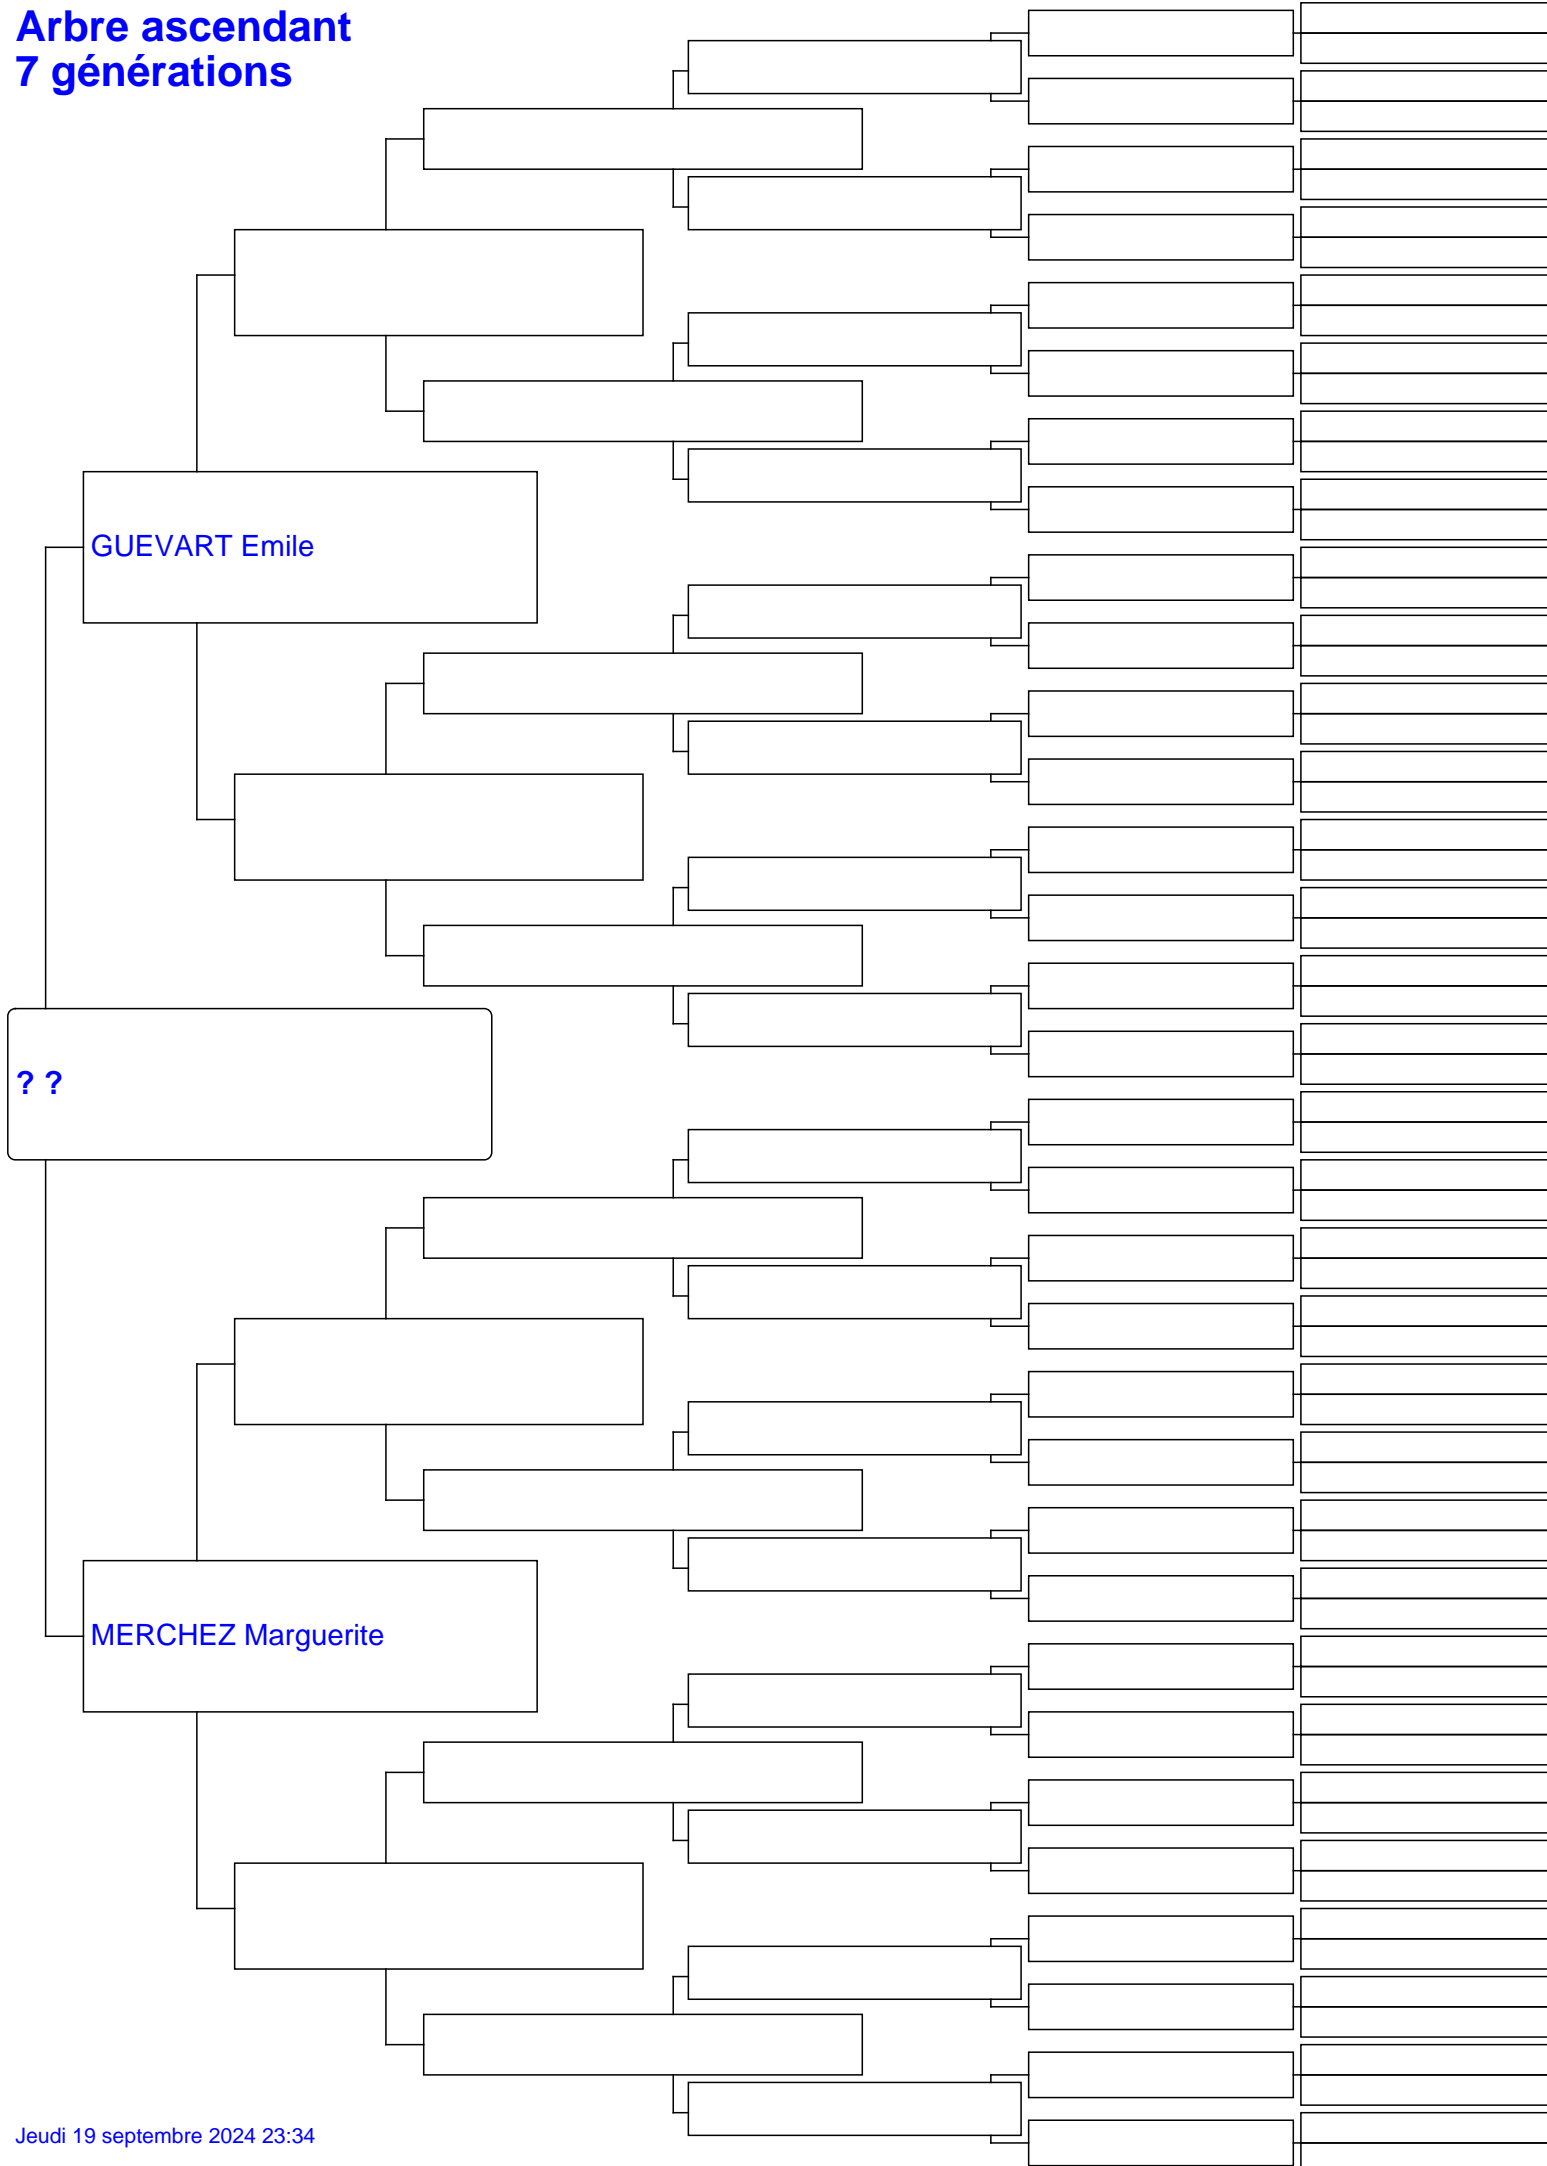 Arbre ascendant
7 générations
GUEVART Emile
? ?
MERCHEZ Marguerite
Jeudi 19 septembre 2024 23:34